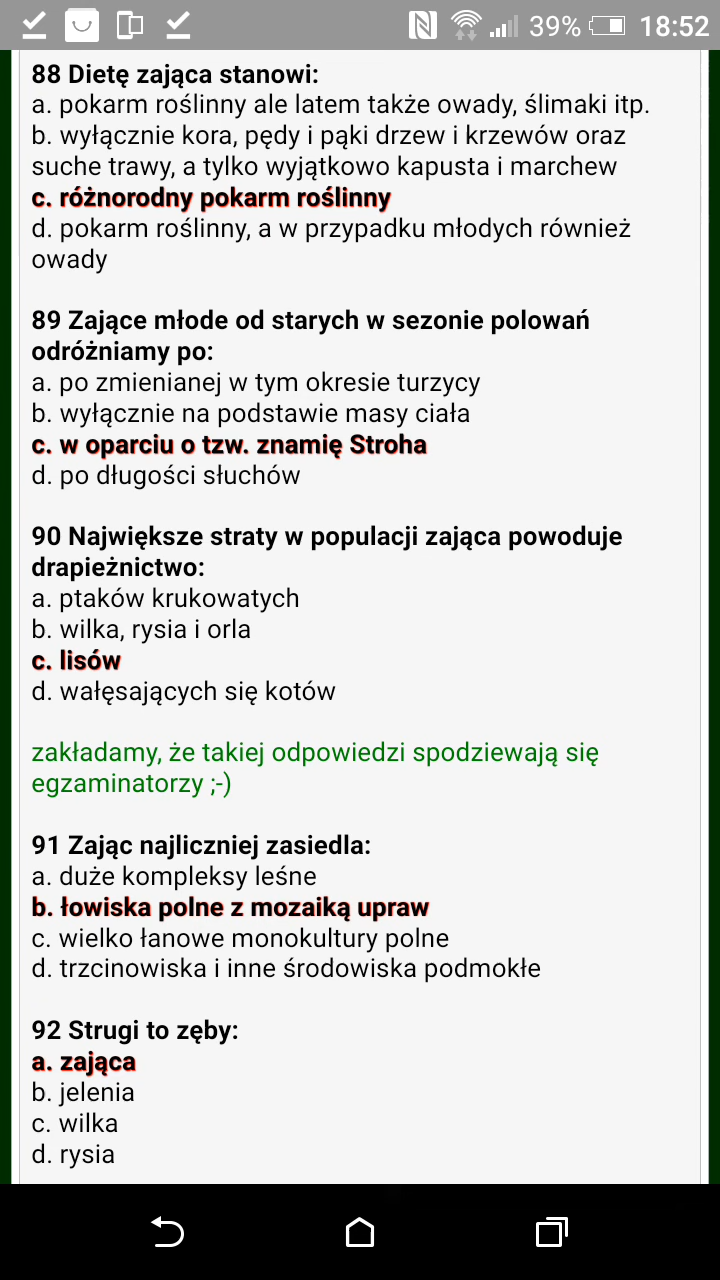 39% 18:52
88 Dietę zająca stanowi:
a. pokarm roślinny ale latem także owady, ślimaki itp.
b. wyłącznie kora, pędy i pąki drzew i krzewów oraz
suche trawy, a tylko wyjątkowo kapusta i marchew
c. różnorodny pokarm roślinny
d. pokarm roślinny, a w przypadku młodych również
owady
89 Zające młode od starych w sezonie polowań
odróżniamy po:
a. po zmienianej w tym okresie turzycy
b. wyłącznie na podstawie masy ciała
c. w oparciu o tzw. znamię Stroha
d. po długości słuchów
90 Największe straty w populacji zająca powoduje
drapieżnictwo:
a. ptaków krukowatych
b. wilka, rysia i orla
c. lisów
d. wałęsających się kotów
zakładamy, że takiej odpowiedzi spodziewają się
egzaminatorzy ;-)
91 Zając najliczniej zasiedla:
a. duże kompleksy leśne
b. łowiska polne z mozaiką upraw
c. wielko łanowe monokultury polne
d. trzcinowiska i inne środowiska podmokłe
92 Strugi to zęby:
a. zająca
b. jelenia
c. wilka
d. rysia